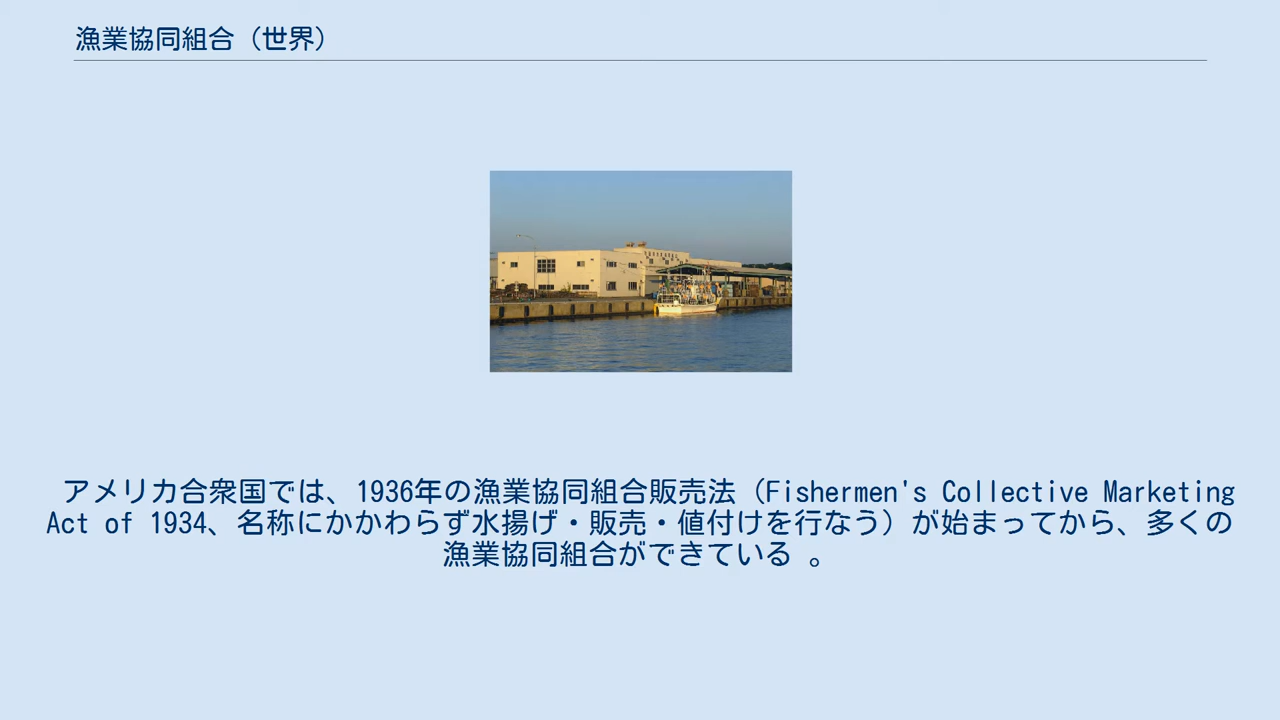 漁業協同組合（世界）
アメリカ合衆国では、1936年の漁業協同組合販売法（Fishermen's Collective Marketing
Act of 1934、名称にかかわらず水揚げ・販売・値付けを行なう）が始まってから、多くの
漁業協同組合ができている 。